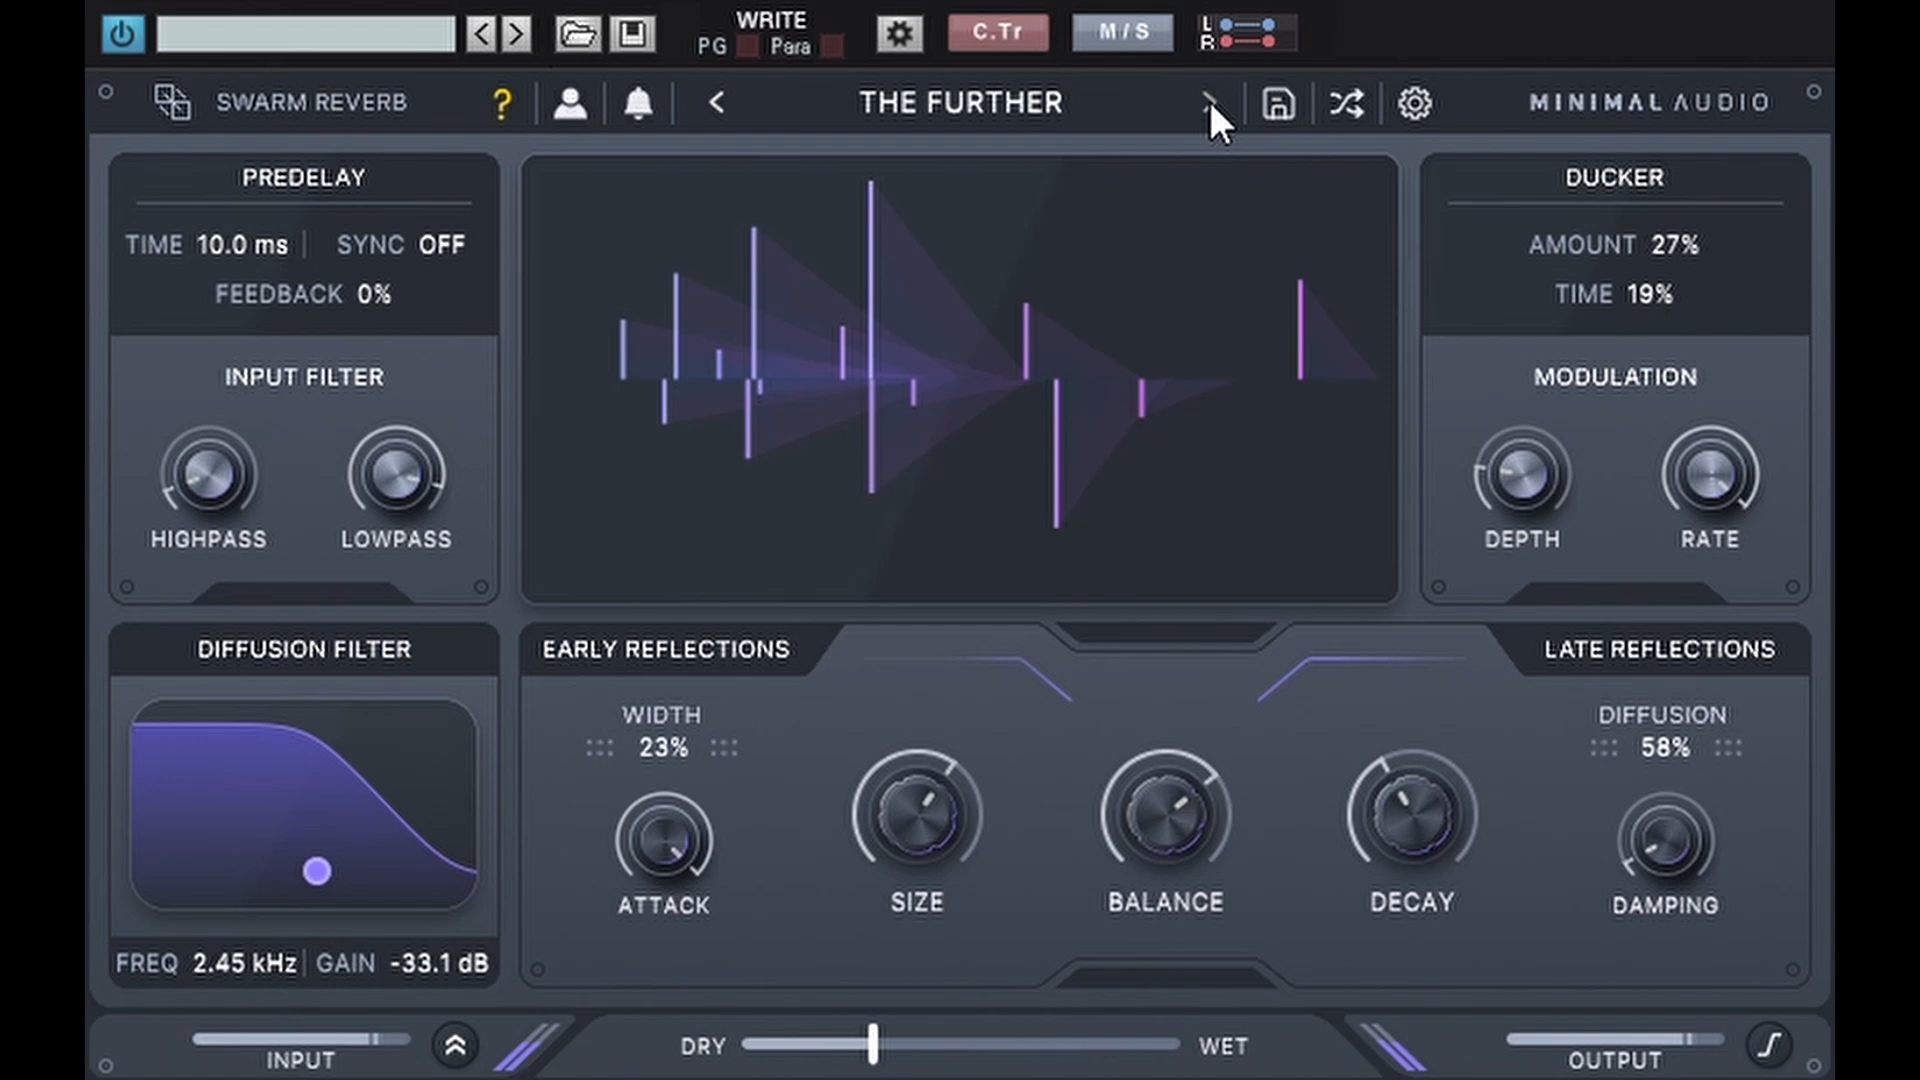 WRITE
PG Para
C.Tr
M/S
L
R
SWARM REVERB
?
THE FURTHER
MINIMAL AUDIO
PREDELAY
TIME 10.0 ms SYNC OFF
FEEDBACK 0%
INPUT FILTER
HIGHPASS LOWPASS
DUCKER
AMOUNT 27%
TIME 19%
MODULATION
DEPTH RATE
DIFFUSION FILTER
FREQ 2.45 kHz GAIN -33.1 dB
EARLY REFLECTIONS
WIDTH
23%
ATTACK
SIZE
BALANCE
DECAY
LATE REFLECTIONS
DIFFUSION
58%
DAMPING
INPUT
DRY WET
OUTPUT